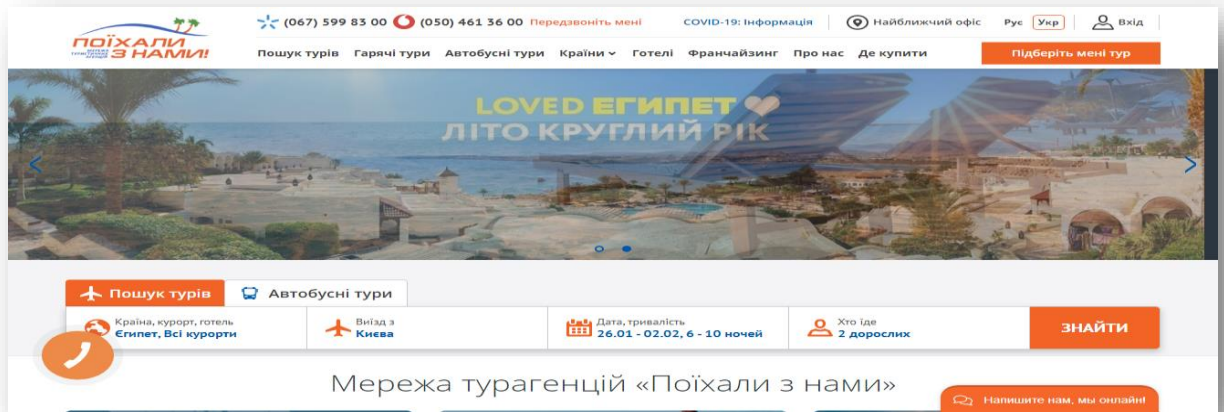 ПОЇХАЛИ
МЕРЕЖА
ТУРИСТИЧНИХ
АГЕНЦІЙ
З НАМИ!
(067) 599 83 00 (050) 461 36 00 Передзвоніть мені COVID-19: Інформація Найближчий офіс Рус Укр Вхід
Пошук турів Гарячі тури Автобусні тури Країни Готелі Франчайзинг Про нас Де купити Підберіть мені тур
LOVED ЕГИПЕТ
ЛІТО КРУГЛИЙ РІК
Пошук турів Автобусні тури
Країна, курорт, готель Виїзд з Дата, тривалість Хто їде
Єгипет, Всі курорти Києва 26.01 - 02.02, 6 - 10 ночей 2 дорослих ЗНАЙТИ
Мережа турагенцій «Поїхали з нами»
Напишите нам, мы онлайн!